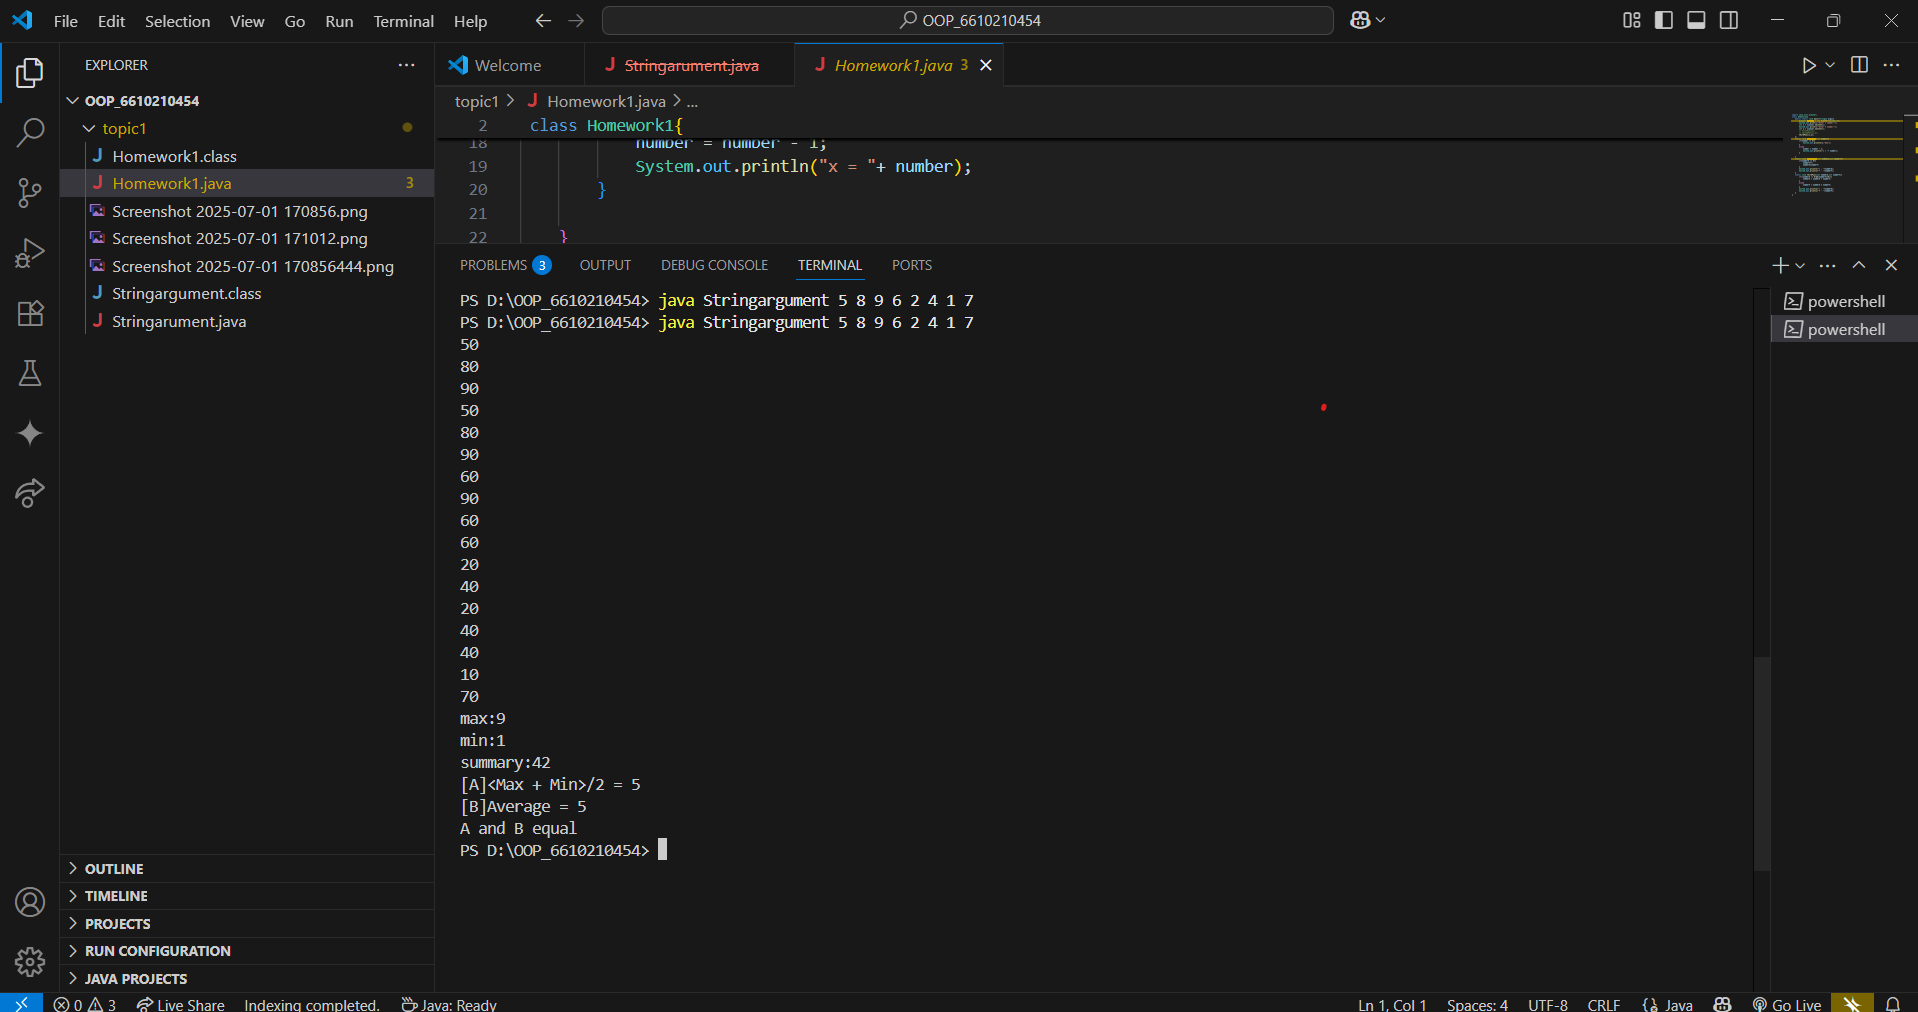 File Edit Selection View Go Run Terminal Help
OOP_6610210454
EXPLORER
OOP_6610210454
topic1
Homework1.class
Homework1.java 3
Screenshot 2025-07-01 170856.png
Screenshot 2025-07-01 171012.png
Screenshot 2025-07-01 170856444.png
Stringargument.class
Stringarument.java
OUTLINE
TIMELINE
PROJECTS
RUN CONFIGURATION
JAVA PROJECTS
Welcome
Stringarument.java
Homework1.java 3
topic1 > Homework1.java > ...
2 class Homework1{
18 number = number - 1;
19 System.out.println("x = "+ number);
20 }
21
22 }
PROBLEMS 3 OUTPUT DEBUG CONSOLE TERMINAL PORTS
PS D:\OOP_6610210454> java Stringargument 5 8 9 6 2 4 1 7
PS D:\OOP_6610210454> java Stringargument 5 8 9 6 2 4 1 7
50
80
90
50
80
90
60
90
60
60
20
40
20
40
40
10
70
max:9
min:1
summary:42
[A]<Max + Min>/2 = 5
[B]Average = 5
A and B equal
PS D:\OOP_6610210454>
powershell
powershell
0 3 Live Share Indexing completed. Java: Ready
Ln 1, Col 1 Spaces: 4 UTF-8 CRLF Java Go Live